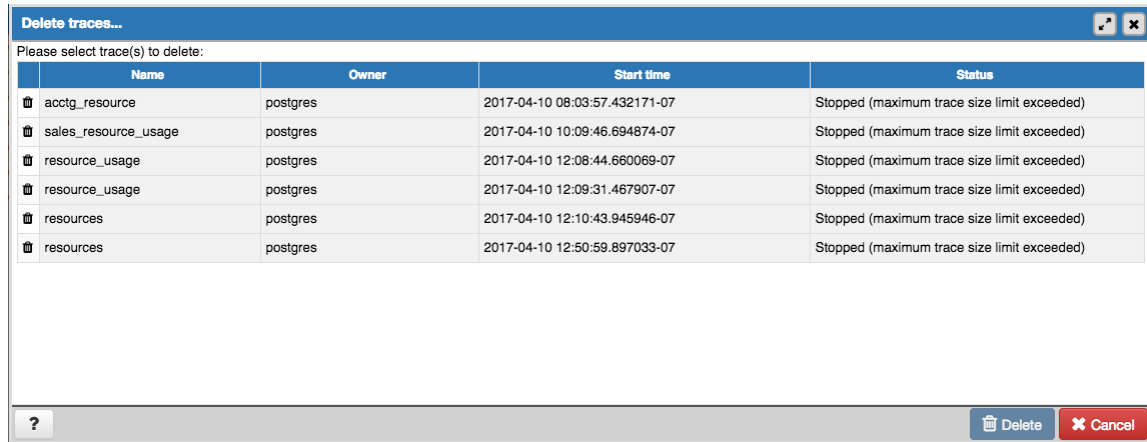 Delete traces...
Please select trace(s) to delete:
Name Owner Start time Status
acctg_resource postgres 2017-04-10 08:03:57.432171-07 Stopped (maximum trace size limit exceeded)
sales_resource_usage postgres 2017-04-10 10:09:46.694874-07 Stopped (maximum trace size limit exceeded)
resource_usage postgres 2017-04-10 12:08:44.660069-07 Stopped (maximum trace size limit exceeded)
resource_usage postgres 2017-04-10 12:09:31.467907-07 Stopped (maximum trace size limit exceeded)
resources postgres 2017-04-10 12:10:43.945946-07 Stopped (maximum trace size limit exceeded)
resources postgres 2017-04-10 12:50:59.897033-07 Stopped (maximum trace size limit exceeded)
? Delete Cancel